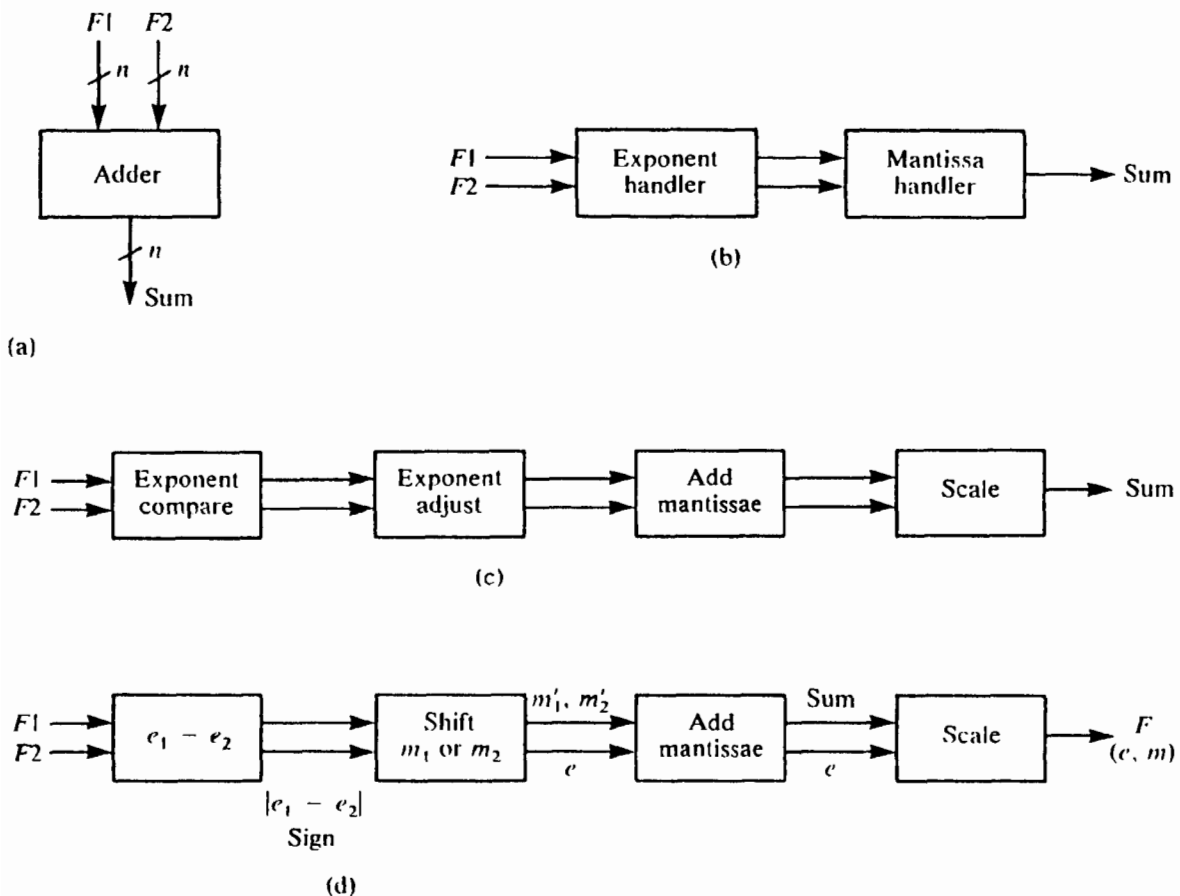 F1 F2
n n
Adder
n
Sum
(a)
F1
F2
Exponent
handler
Mantissa
handler
Sum
(b)
F1
F2
Exponent
compare
Exponent
adjust
Add
mantissae
Scale
Sum
(c)
F1
F2
e₁ − e₂
|e₁ − e₂|
Sign
Shift
m₁ or m₂
m′₁, m′₂
e
Add
mantissae
Sum
e
Scale
F
(e, m)
(d)